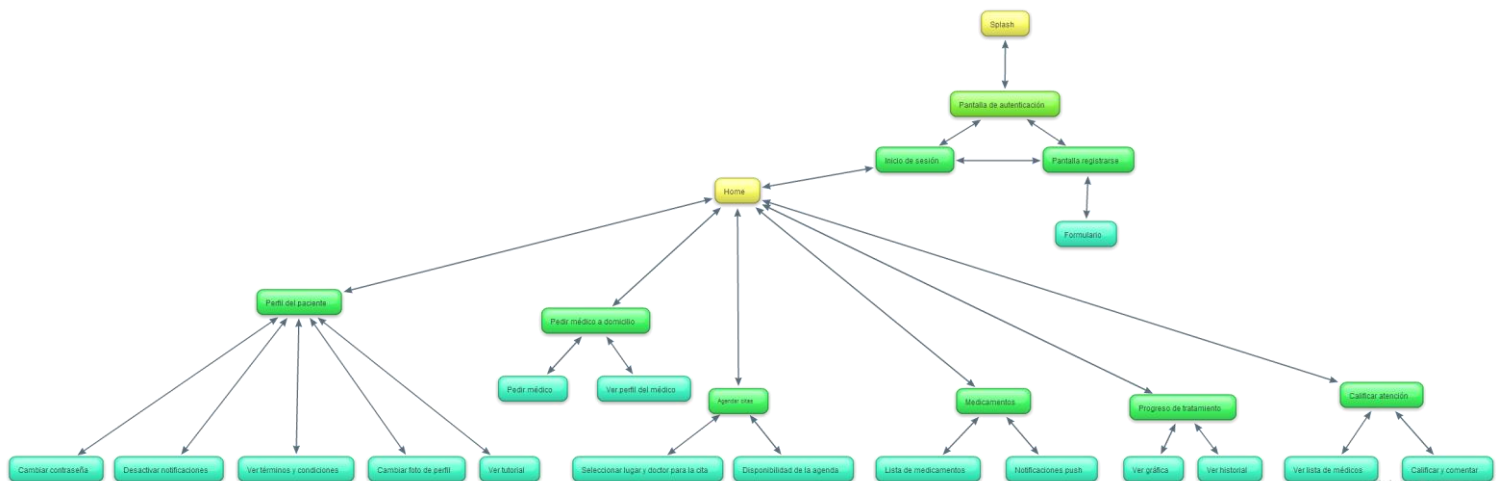 Splash
Pantalla de autenticación
Inicio de sesión
Pantalla registrarse
Home
Formulario
Perfil del paciente
Pedir médico a domicilio
Pedir médico
Ver perfil del médico
Agendar citas
Medicamentos
Progreso de tratamiento
Calificar atención
Cambiar contraseña
Desactivar notificaciones
Ver términos y condiciones
Cambiar foto de perfil
Ver tutorial
Seleccionar lugar y doctor para la cita
Disponibilidad de la agenda
Lista de medicamentos
Notificaciones push
Ver gráfica
Ver historial
Ver lista de médicos
Calificar y comentar